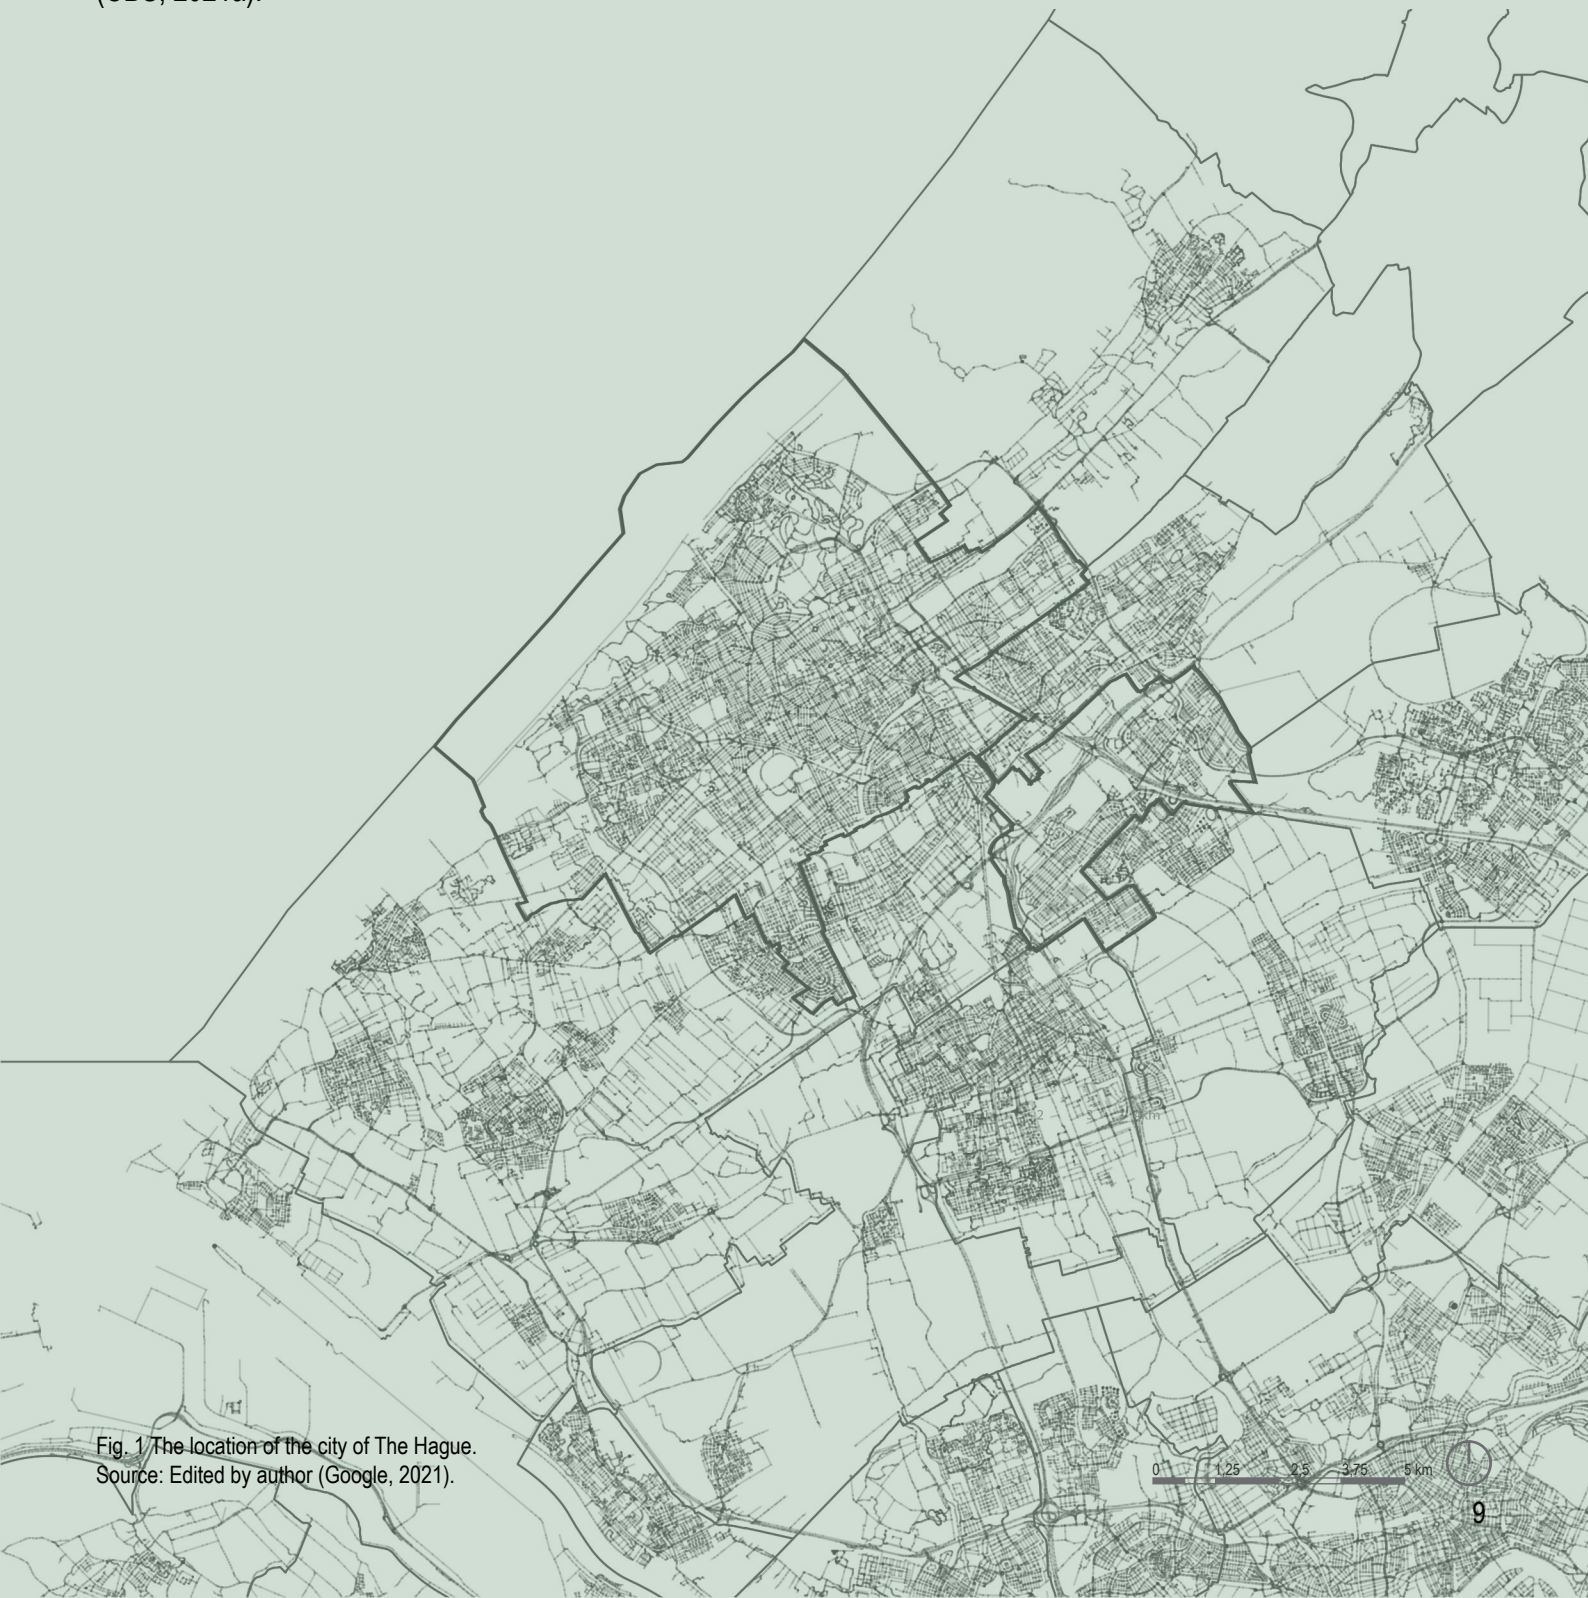 Fig. 1 The location of the city of The Hague.
Source: Edited by author (Google, 2021).
0 1,25 2,5 3,75 5 km
9